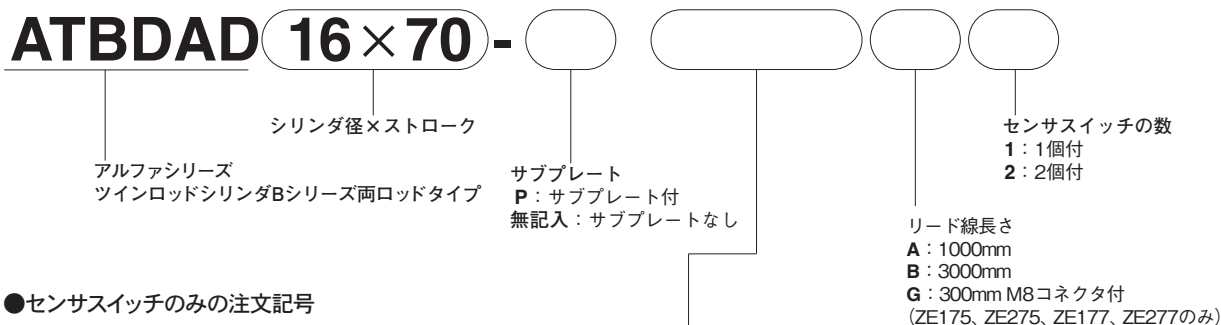 ATBDAD 16×70 -
シリンダ径×ストローク
アルファシリーズ
ツインロッドシリンダBシリーズ両ロッドタイプ
サブプレート
P：サブプレート付
無記入：サブプレートなし
センサスイッチの数
1：1個付
2：2個付
リード線長さ
A：1000mm
B：3000mm
G：300mm M8コネクタ付
(ZE175、ZE275、ZE177、ZE277のみ)
●センサスイッチのみの注文記号